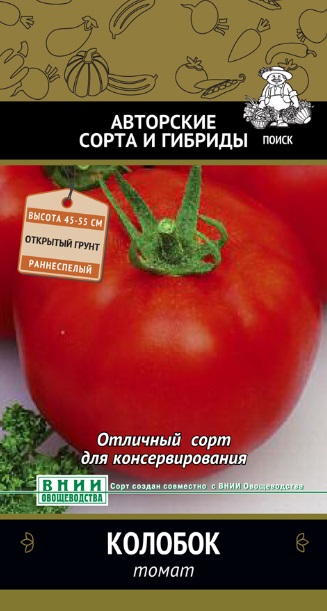 АВТОРСКИЕ
СОРТА И ГИБРИДЫ
ПОИСК
ВЫСОТА 45-55 СМ
ОТКРЫТЫЙ ГРУНТ
РАННЕСПЕЛЫЙ
Отличный сорт
для консервирования
ВНИИ
ОВОЩЕВОДСТВА
Сорт создан совместно с ВНИИ Овощеводства
КОЛОБОК
томат